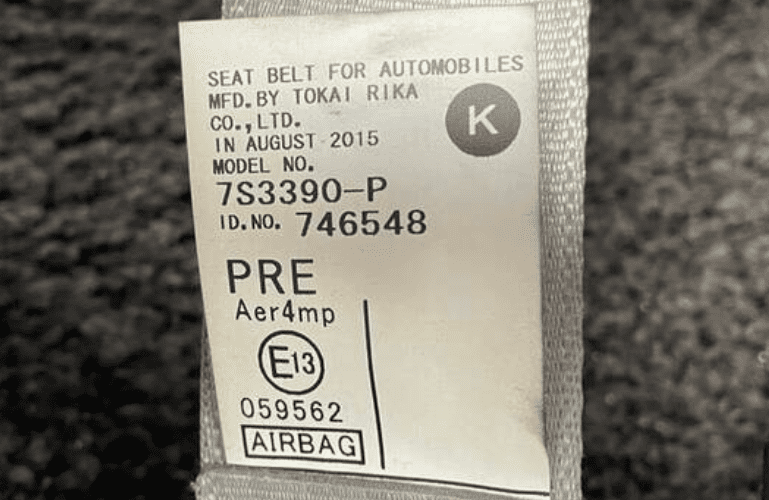 SEAT BELT FOR AUTOMOBILES
MFD. BY TOKAI RIKA
CO., LTD.
K
IN AUGUST 2015
MODEL NO.
7S3390-P
ID. NO. 746548
PRE
Aer4mp
E13
059562
AIRBAG